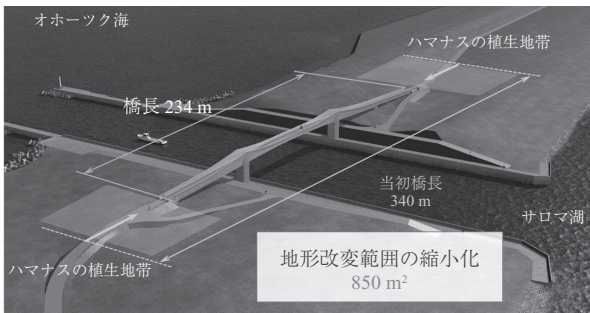 オホーツク海
ハマナスの植生地帯
橋長 234 m
当初橋長
340 m
サロマ湖
ハマナスの植生地帯
地形改変範囲の縮小化
850 m²